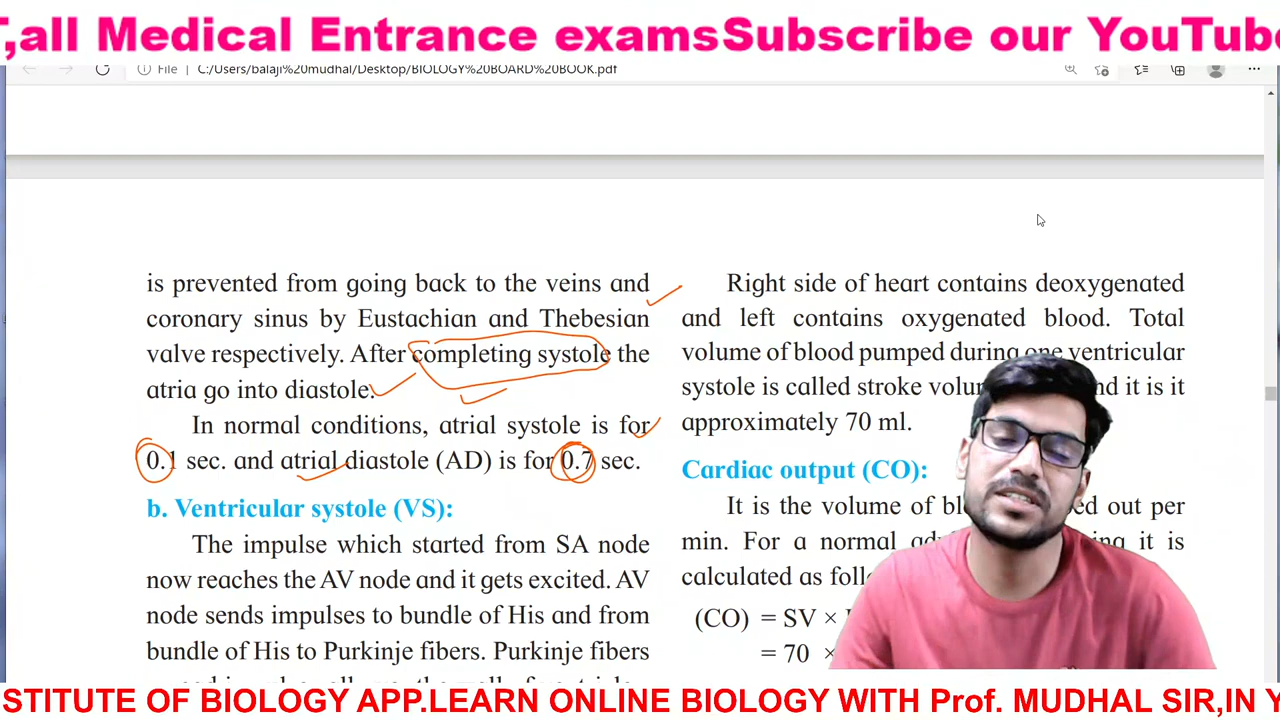 T,all Medical Entrance examsSubscribe our YouTube
File | C:/Users/balaji%20mudhal/Desktop/BIOLOGY%20BOARD%20BOOK.pdf
is prevented from going back to the veins and
coronary sinus by Eustachian and Thebesian
valve respectively. After completing systole the
atria go into diastole.
In normal conditions, atrial systole is for
0.1 sec. and atrial diastole (AD) is for 0.7 sec.
b. Ventricular systole (VS):
The impulse which started from SA node
now reaches the AV node and it gets excited. AV
node sends impulses to bundle of His and from
bundle of His to Purkinje fibers. Purkinje fibers
Right side of heart contains deoxygenated
and left contains oxygenated blood. Total
volume of blood pumped during one ventricular
systole is called stroke it is it
approximately 70 ml.
Cardiac output (CO):
It is the volume of out per
min. For a normal it is
calculated as
(CO) = SV ×
= 70 ×
STITUTE OF BIOLOGY APP.LEARN ONLINE BIOLOGY WITH Prof. MUDHAL SIR,IN Y